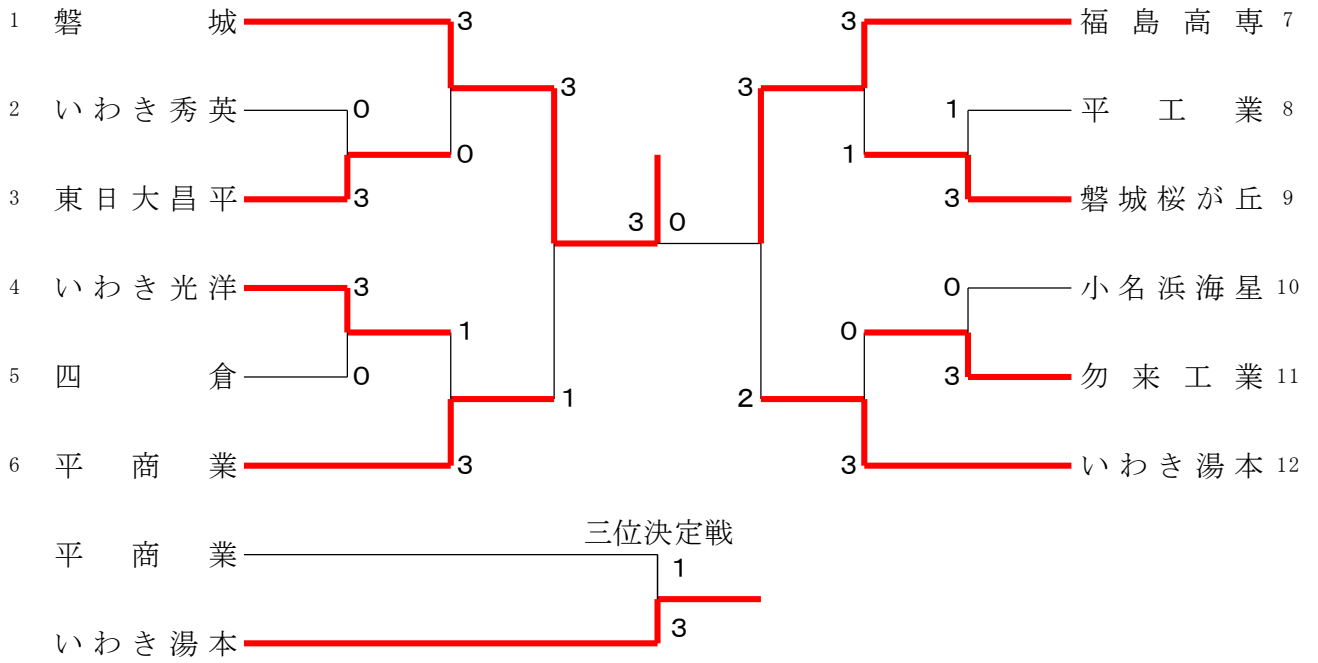 1 磐城 3 3 福島高専 7
3 3
2 いわき秀英 0 1 平工業 8
0 1
3 東日大昌平 3 3 磐城桜が丘 9
3 0
4 いわき光洋 3 0 小名浜海星 10
1 0
5 四倉 0 3 勿来工業 11
1 2
6 平商業 3 3 いわき湯本 12
三位決定戦
平商業 1
3
いわき湯本